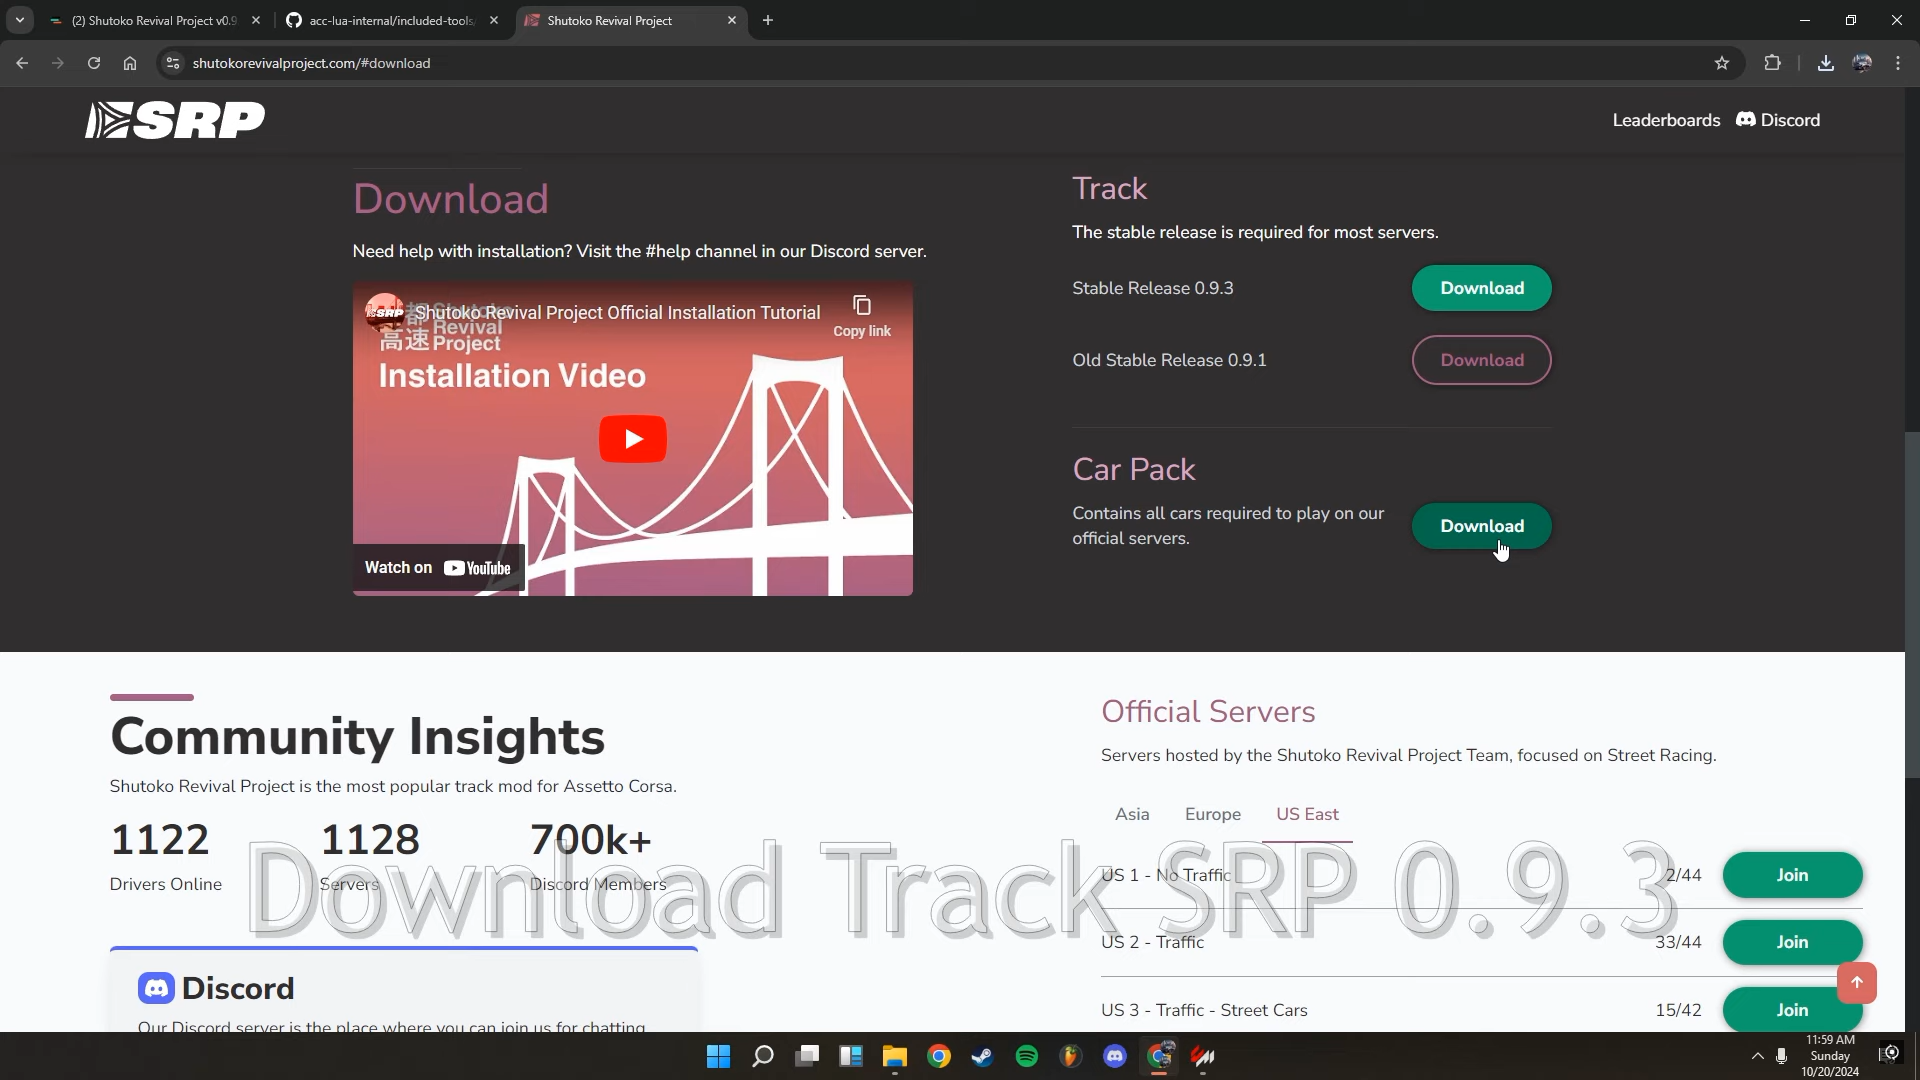 (2) Shutoko Revival Project v0.9
acc-lua-internal/included-tools
Shutoko Revival Project
shutokorevivalproject.com/#download
SRP
Leaderboards
Discord
Download
Need help with installation? Visit the #help channel in our Discord server.
Shutoko Revival Project Official Installation Tutorial
Copy link
高速 Project
Installation Video
Watch on YouTube
Track
The stable release is required for most servers.
Stable Release 0.9.3
Download
Old Stable Release 0.9.1
Download
Car Pack
Contains all cars required to play on our
official servers.
Download
Community Insights
Shutoko Revival Project is the most popular track mod for Assetto Corsa.
1122
1128
700k+
Drivers Online
Servers
Discord Members
Discord
Our Discord server is the place where you can join us for chatting
Official Servers
Servers hosted by the Shutoko Revival Project Team, focused on Street Racing.
Asia
Europe
US East
US 1 - No Traffic
2/44
Join
US 2 - Traffic
33/44
Join
US 3 - Traffic - Street Cars
15/42
Join
Download Track SRP 0.9.3
11:59 AM
Sunday
10/20/2024